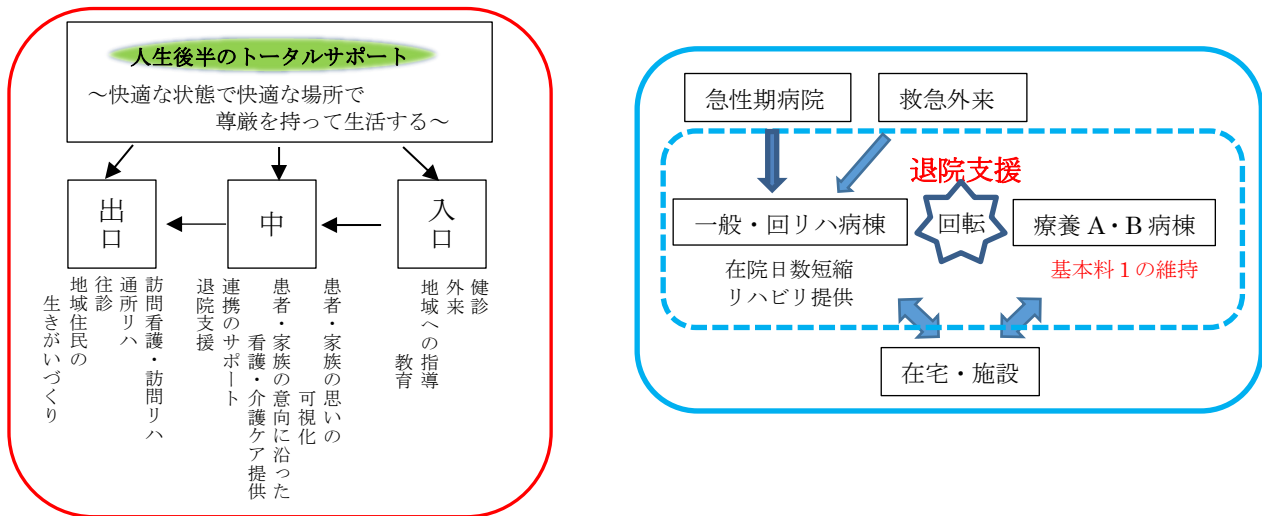 人生後半のトータルサポート
~快適な状態で快適な場所で
尊厳を持って生活する~
出口
中
入口
健診
外来
地域への指導
教育
患者・家族の思いの
可視化
患者・家族の意向に沿った
看護・介護ケア提供
連携のサポート
退院支援
訪問看護・訪問リハ
通所リハ
往診
地域住民の
生きがいづくり
急性期病院
救急外来
退院支援
一般・回リハ病棟
回転
療養 A・B 病棟
在院日数短縮
リハビリ提供
基本料1の維持
在宅・施設